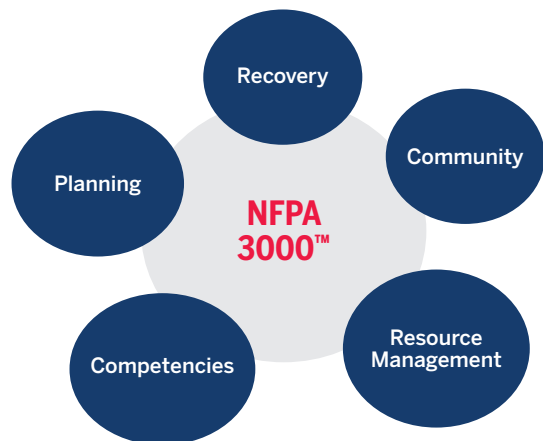 Recovery
Community
Planning
NFPA
3000™
Resource
Management
Competencies